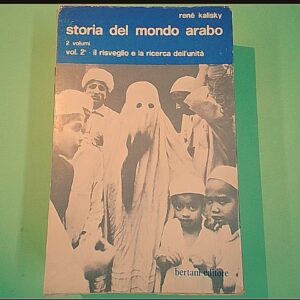 rené kalisky
storia del mondo arabo
2 volumi
vol. 2° - il risveglio e la ricerca dell'unità
bertani editore